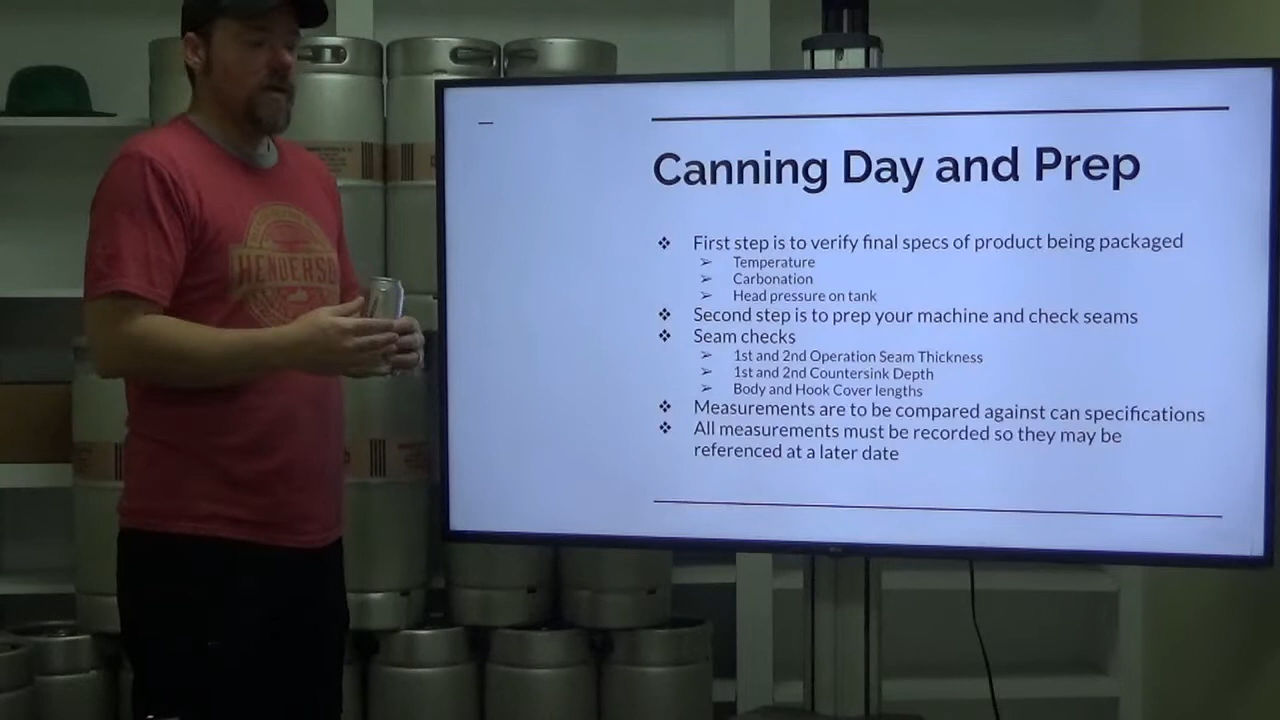 Canning Day and Prep
❖ First step is to verify final specs of product being packaged
➢ Temperature
➢ Carbonation
➢ Head pressure on tank
❖ Second step is to prep your machine and check seams
❖ Seam checks
➢ 1st and 2nd Operation Seam Thickness
➢ 1st and 2nd Countersink Depth
➢ Body and Hook Cover lengths
❖ Measurements are to be compared against can specifications
❖ All measurements must be recorded so they may be
referenced at a later date